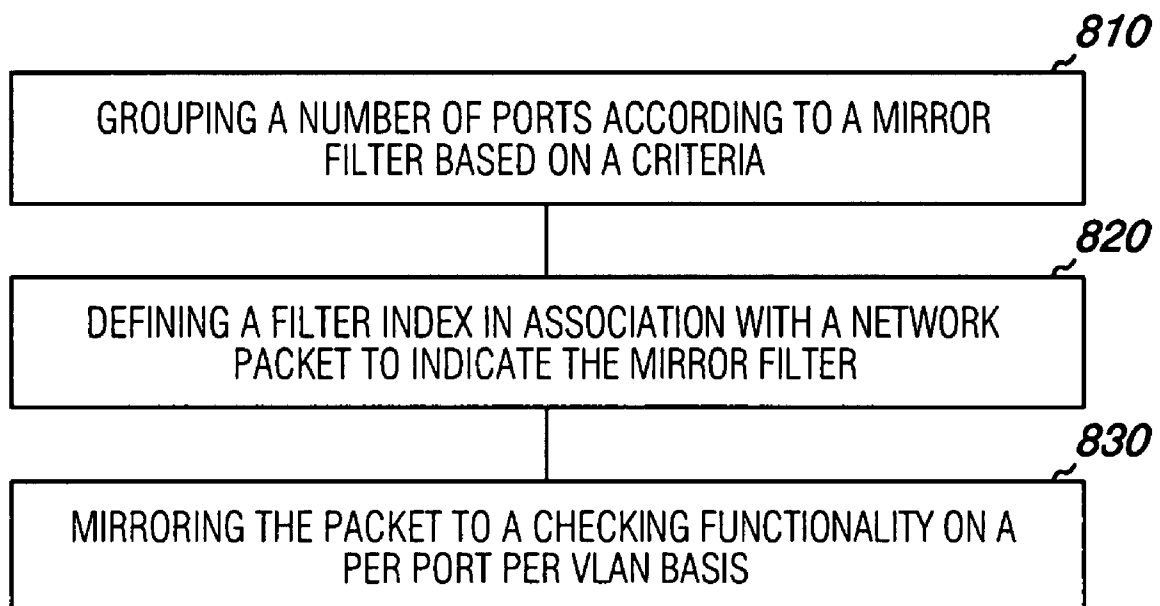 810
GROUPING A NUMBER OF PORTS ACCORDING TO A MIRROR
FILTER BASED ON A CRITERIA
820
DEFINING A FILTER INDEX IN ASSOCIATION WITH A NETWORK
PACKET TO INDICATE THE MIRROR FILTER
830
MIRRORING THE PACKET TO A CHECKING FUNCTIONALITY ON A
PER PORT PER VLAN BASIS